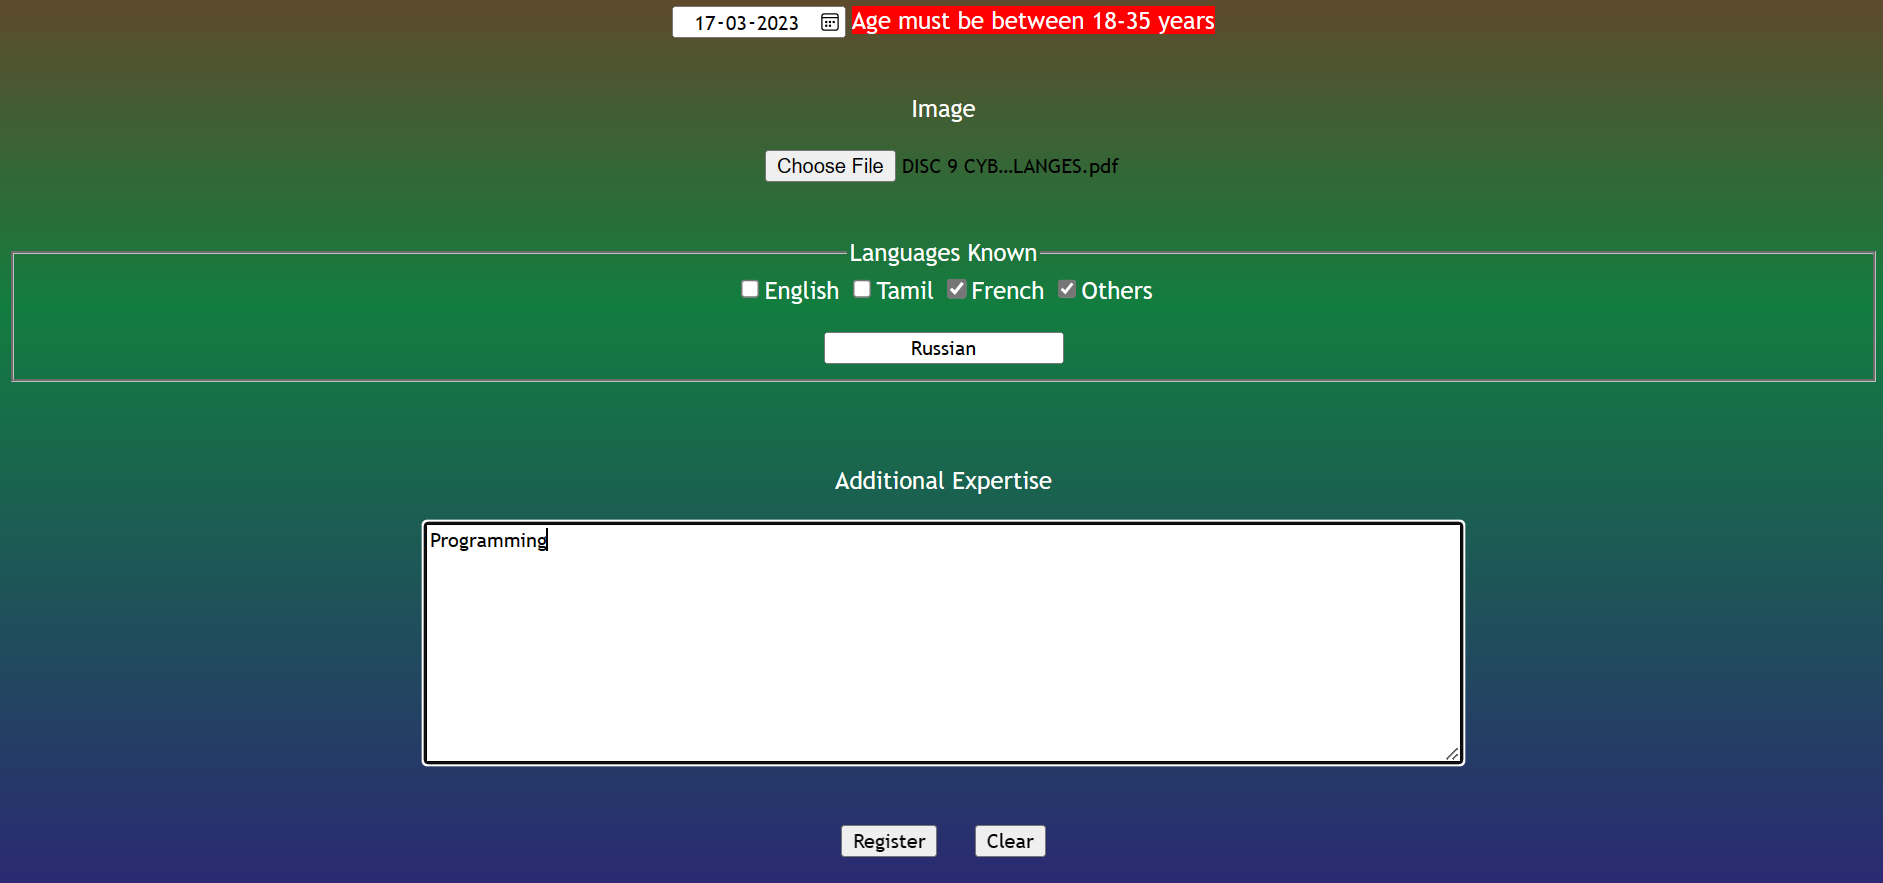 17-03-2023 Age must be between 18-35 years
Image
Choose File DISC 9 CYB...LANGES.pdf
Languages Known
English Tamil French Others
Russian
Additional Expertise
Programming
Register Clear